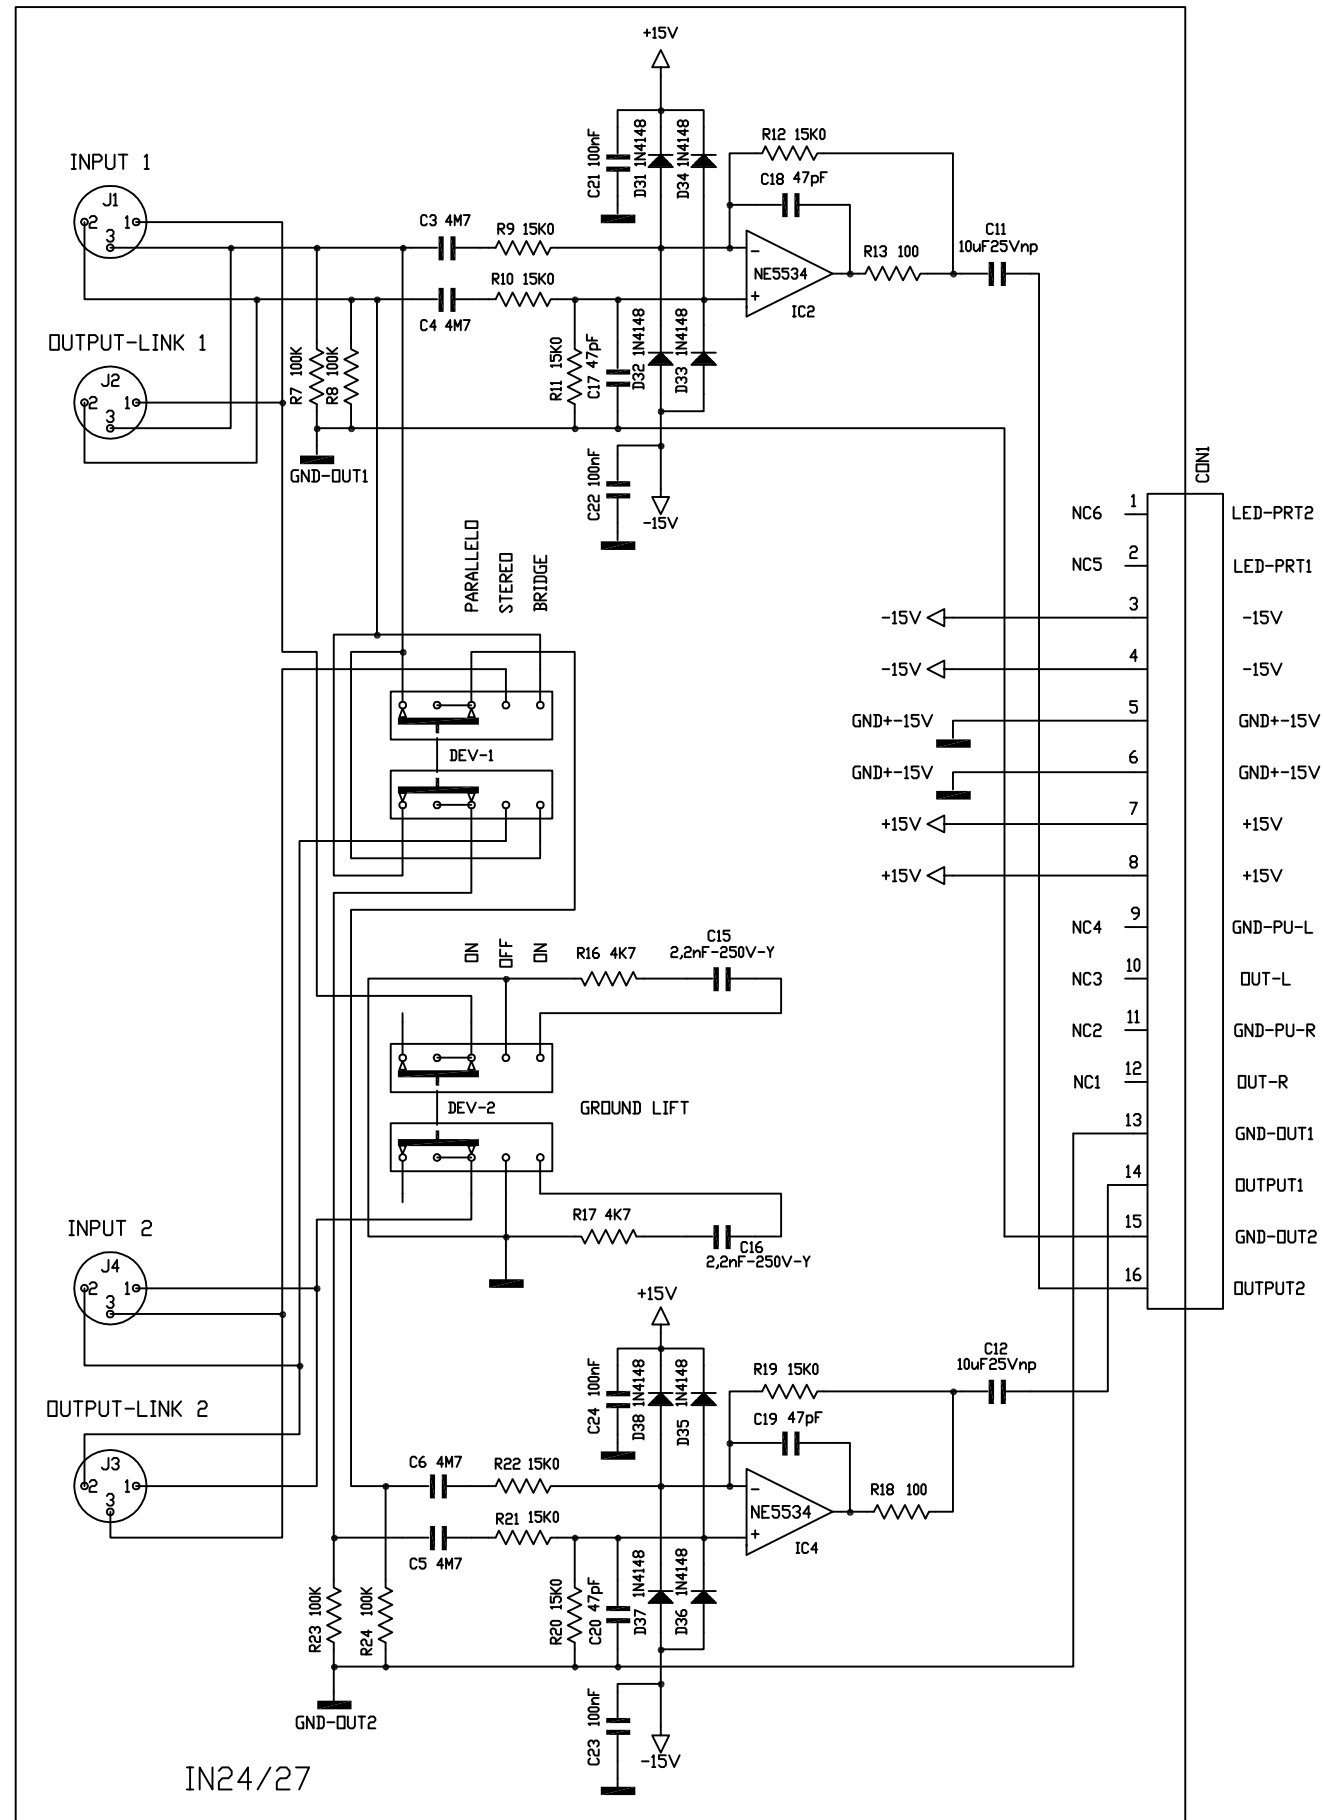 +15V
INPUT 1
J1
2
1
3
C3 4M7
R9 15K0
R10 15K0
C4 4M7
C21 100nF
D31 1N4148
D34 1N4148
R12 15K0
C18 47pF
NE5534
-
+
IC2
R13 100
C11
10uF25Vnp
OUTPUT-LINK 1
J2
2
1
3
R7 100K
R8 100K
GND-OUT1
R11 15K0
C17 47pF
D32 1N4148
D33 1N4148
C22 100nF
-15V
PARALLELO
STEREO
BRIDGE
DEV-1
CON1
NC6
1
LED-PRT2
NC5
2
LED-PRT1
-15V
3
-15V
-15V
4
-15V
GND+-15V
5
GND+-15V
GND+-15V
6
GND+-15V
+15V
7
+15V
+15V
8
+15V
NC4
9
GND-PU-L
NC3
10
OUT-L
NC2
11
GND-PU-R
NC1
12
OUT-R
13
GND-OUT1
14
OUTPUT1
15
GND-OUT2
16
OUTPUT2
ON
OFF
ON
R16 4K7
C15
2,2nF-250V-Y
DEV-2
GROUND LIFT
R17 4K7
C16
2,2nF-250V-Y
INPUT 2
J4
2
1
3
OUTPUT-LINK 2
J3
2
1
3
+15V
C24 100nF
D38 1N4148
D35 1N4148
R19 15K0
C19 47pF
C12
10uF25Vnp
C6 4M7
R22 15K0
R21 15K0
C5 4M7
NE5534
-
+
IC4
R18 100
R23 100K
R24 100K
R20 15K0
C20 47pF
D37 1N4148
D36 1N4148
GND-OUT2
C23 100nF
-15V
IN24/27